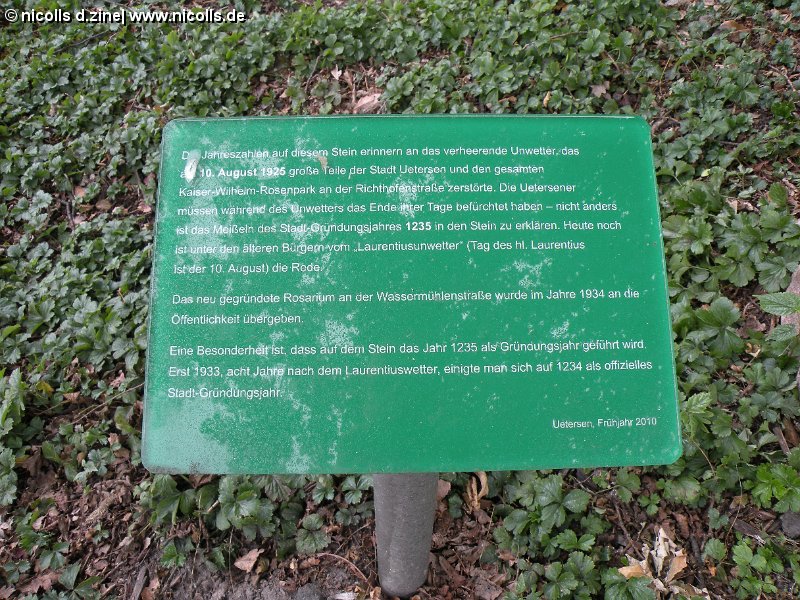 © nicolls d.zine| www.nicolls.de
Die Jahreszahlen auf diesem Stein erinnern an das verheerende Unwetter, das
am 10. August 1925 große Teile der Stadt Uetersen und den gesamten
Kaiser-Wilhelm-Rosenpark an der Richthofenstraße zerstörte. Die Uetersener
müssen während des Unwetters das Ende ihrer Tage befürchtet haben – nicht anders
ist das Meißeln des Stadt-Gründungsjahres 1235 in den Stein zu erklären. Heute noch
ist unter den älteren Bürgern vom „Laurentiusunwetter“ (Tag des hl. Laurentius
ist der 10. August) die Rede.
Das neu gegründete Rosarium an der Wassermühlenstraße wurde im Jahre 1934 an die
Öffentlichkeit übergeben.
Eine Besonderheit ist, dass auf dem Stein das Jahr 1235 als Gründungsjahr geführt wird.
Erst 1933, acht Jahre nach dem Laurentiuswetter, einigte man sich auf 1234 als offizielles
Stadt-Gründungsjahr.
Uetersen, Frühjahr 2010